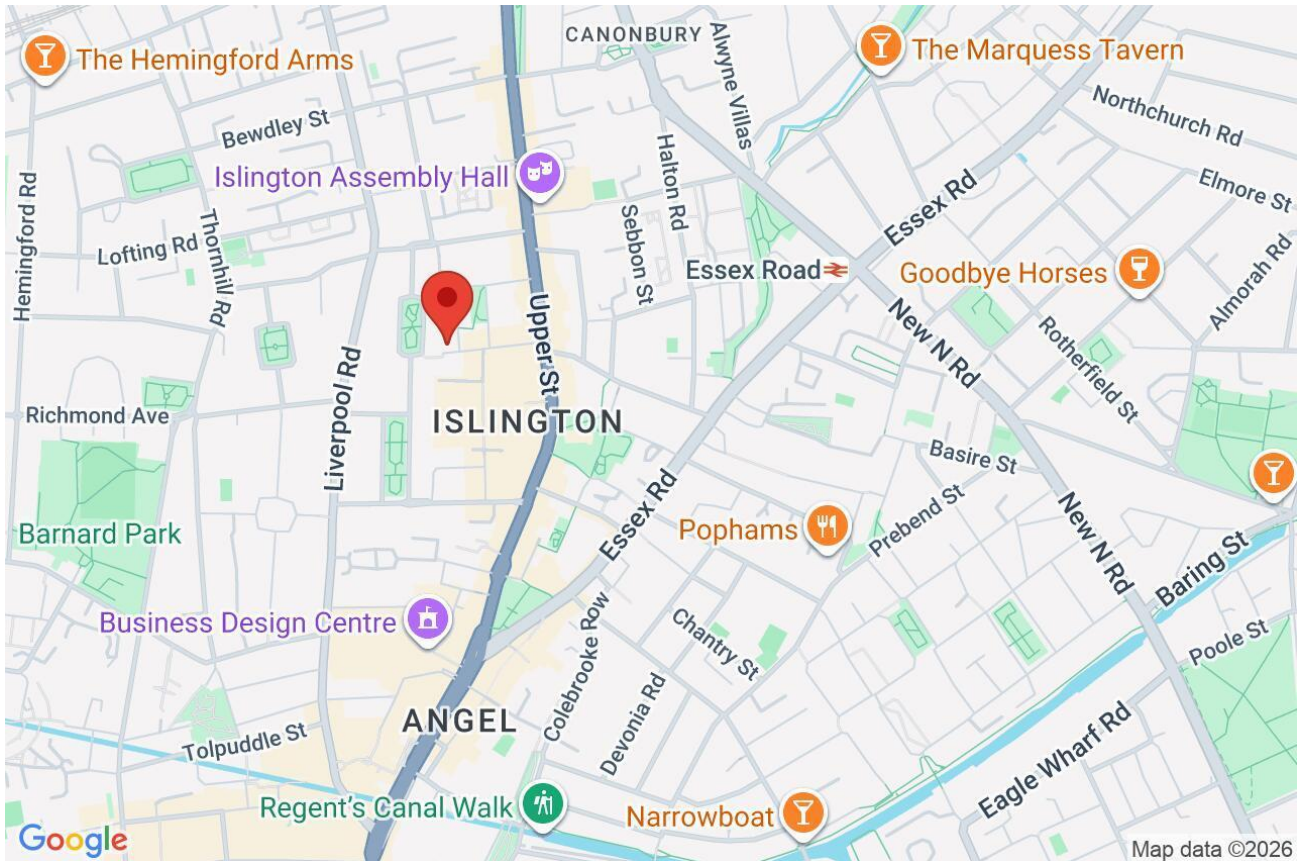 CANONBURY
The Hemingford Arms
Alwyne Villas
The Marquess Tavern
Northchurch Rd
Bewdley St
Halton Rd
Islington Assembly Hall
Elmore St
Hemingford Rd
Thornhill Rd
Lofting Rd
Sebbon St
Essex Rd
Essex Road
Goodbye Horses
Almorah Rd
Upper St
New N Rd
Rotherfield St
Liverpool Rd
Richmond Ave
ISLINGTON
Basire St
Essex Rd
Pophams
Prebend St
New N Rd
Barnard Park
Baring St
Business Design Centre
Colebrooke Row
Chantry St
Poole St
Devonia Rd
ANGEL
Tolpuddle St
Eagle Wharf Rd
Regent's Canal Walk
Narrowboat
Google
Map data ©2026